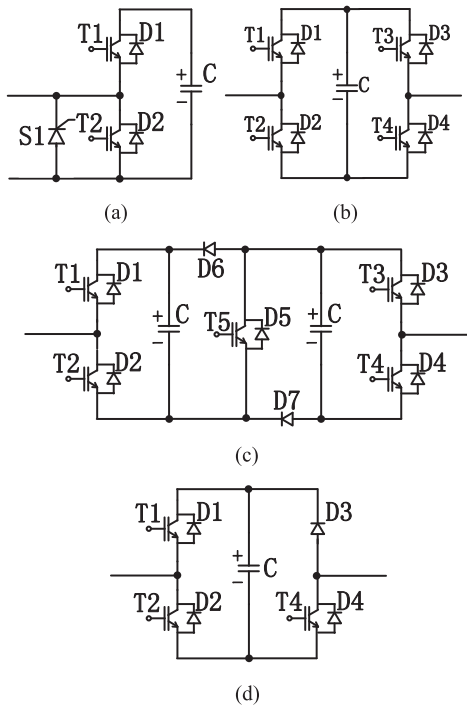 T1 D1
+ C
-
S1 T2 D2
(a)
T1 D1 T3 D3
+ C
-
T2 D2 T4 D4
(b)
D6
T1 D1 T3 D3
+ C T5 D5 + C
- -
T2 D2 T4 D4
D7
(c)
T1 D1 D3
+ C
-
T2 D2 T4 D4
(d)